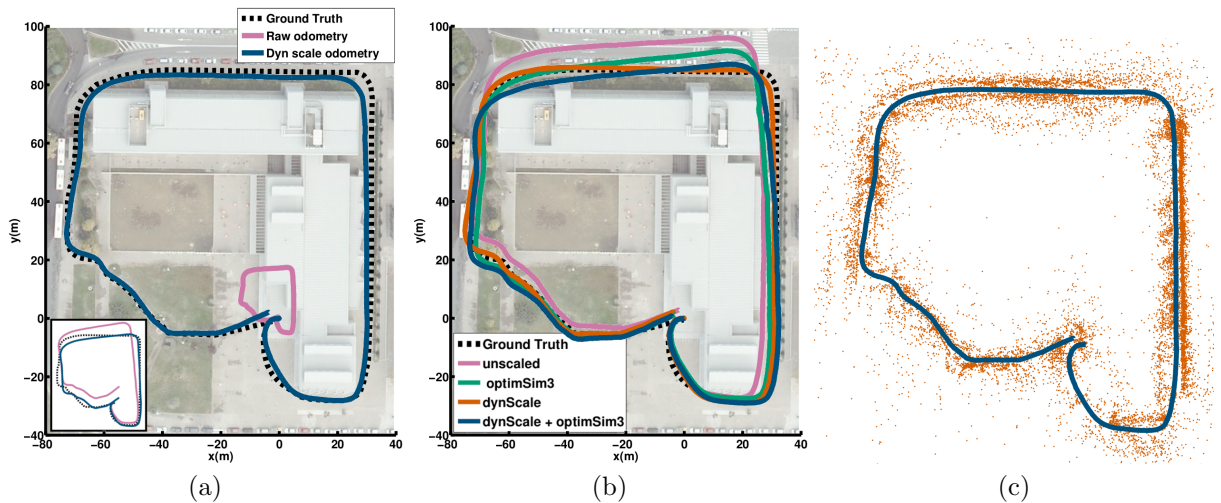 Ground Truth
Raw odometry
Dyn scale odometry
100
80
60
40
20
0
−20
−40
y(m)
−80 −60 −40 −20 0 20 40
x(m)
(a)
100
80
60
40
20
0
−20
−40
y(m)
Ground Truth
unscaled
optimSim3
dynScale
dynScale + optimSim3
−80 −60 −40 −20 0 20 40
x(m)
(b)
(c)